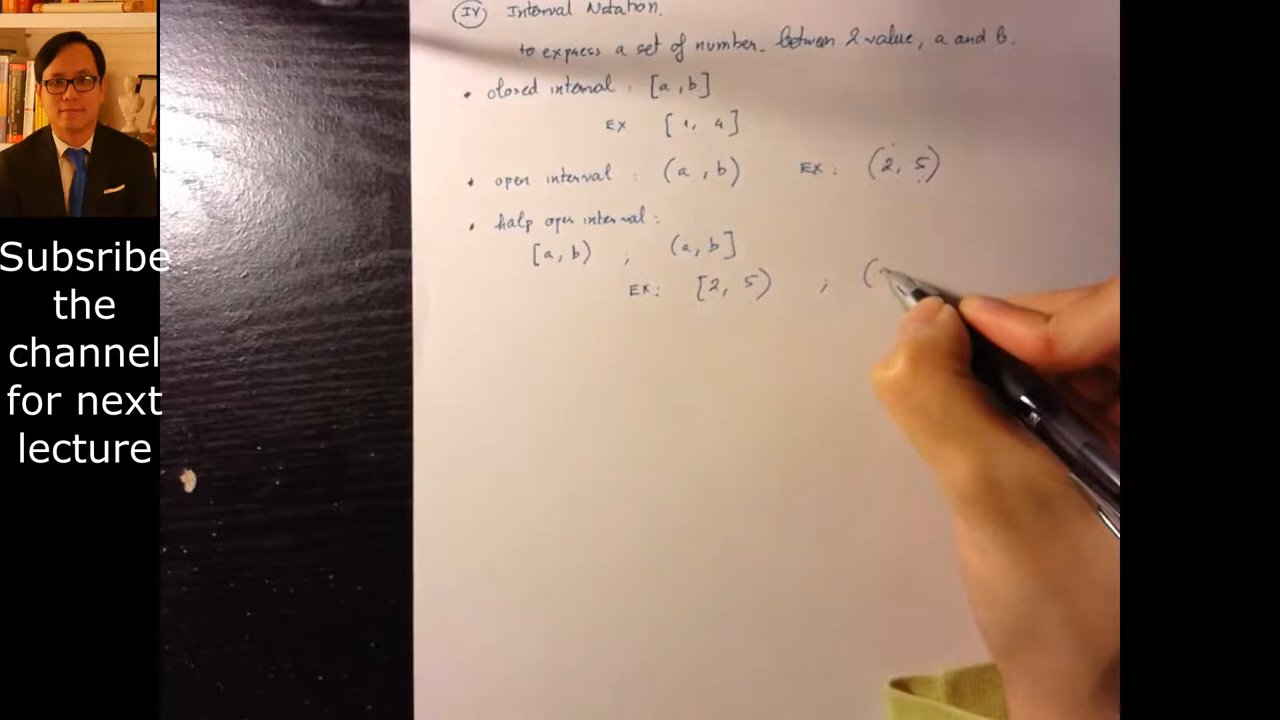 Subsribe
the
channel
for next
lecture
IV Interval Notation.
to express a set of number. between 2 value, a and b.
• closed interval : [a, b]
EX [1, 4]
• open interval : (a, b) EX: (2, 5)
• half open interval:
[a, b) , (a, b]
EX: [2, 5) ; (